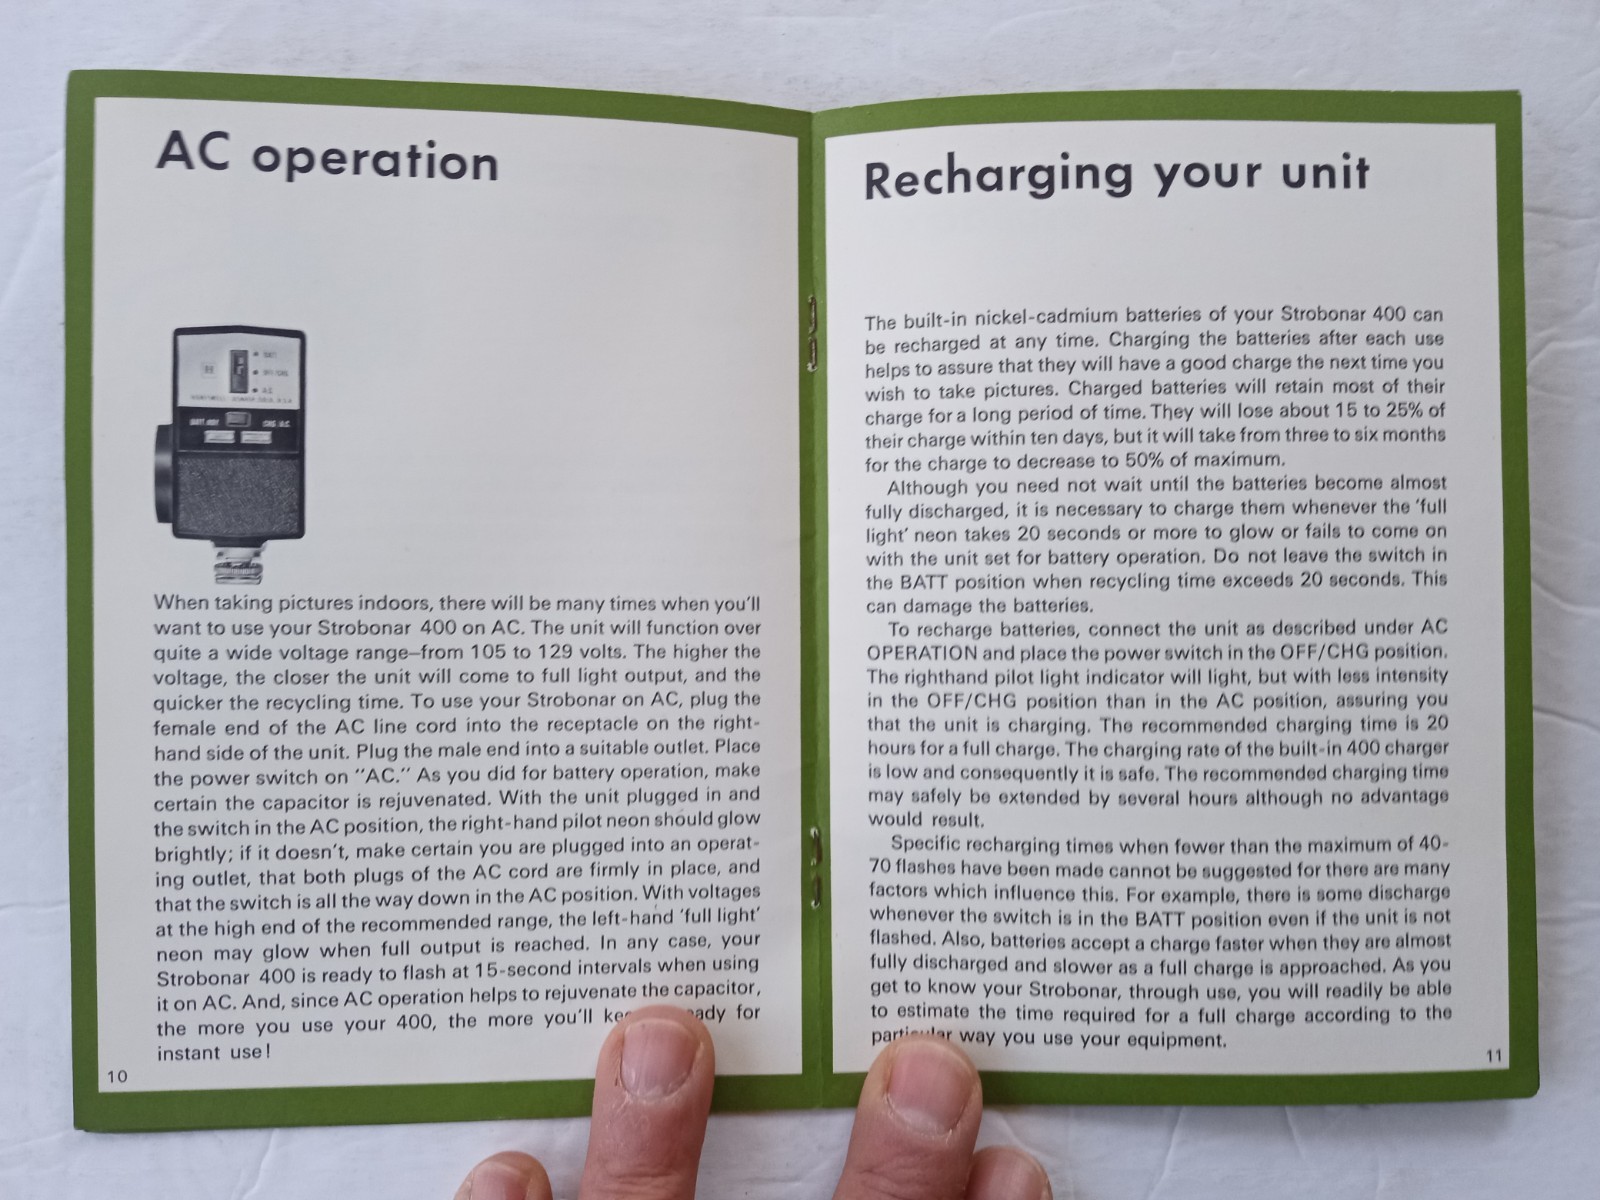 AC operation
BATT
OFF/CHG
A.C.
When taking pictures indoors, there will be many times when you'll
want to use your Strobonar 400 on AC. The unit will function over
quite a wide voltage range—from 105 to 129 volts. The higher the
voltage, the closer the unit will come to full light output, and the
quicker the recycling time. To use your Strobonar on AC, plug the
female end of the AC line cord into the receptacle on the right-
hand side of the unit. Plug the male end into a suitable outlet. Place
the power switch on "AC." As you did for battery operation, make
certain the capacitor is rejuvenated. With the unit plugged in and
the switch in the AC position, the right-hand pilot neon should glow
brightly; if it doesn't, make certain you are plugged into an operat-
ing outlet, that both plugs of the AC cord are firmly in place, and
that the switch is all the way down in the AC position. With voltages
at the high end of the recommended range, the left-hand 'full light'
neon may glow when full output is reached. In any case, your
Strobonar 400 is ready to flash at 15-second intervals when using
it on AC. And, since AC operation helps to rejuvenate the capacitor,
the more you use your 400, the more you'll for
instant use!
10
Recharging your unit
The built-in nickel-cadmium batteries of your Strobonar 400 can
be recharged at any time. Charging the batteries after each use
helps to assure that they will have a good charge the next time you
wish to take pictures. Charged batteries will retain most of their
charge for a long period of time. They will lose about 15 to 25% of
their charge within ten days, but it will take from three to six months
for the charge to decrease to 50% of maximum.
Although you need not wait until the batteries become almost
fully discharged, it is necessary to charge them whenever the 'full
light' neon takes 20 seconds or more to glow or fails to come on
with the unit set for battery operation. Do not leave the switch in
the BATT position when recycling time exceeds 20 seconds. This
can damage the batteries.
To recharge batteries, connect the unit as described under AC
OPERATION and place the power switch in the OFF/CHG position.
The righthand pilot light indicator will light, but with less intensity
in the OFF/CHG position than in the AC position, assuring you
that the unit is charging. The recommended charging time is 20
hours for a full charge. The charging rate of the built-in 400 charger
is low and consequently it is safe. The recommended charging time
may safely be extended by several hours although no advantage
would result.
Specific recharging times when fewer than the maximum of 40-
70 flashes have been made cannot be suggested for there are many
factors which influence this. For example, there is some discharge
whenever the switch is in the BATT position even if the unit is not
flashed. Also, batteries accept a charge faster when they are almost
fully discharged and slower as a full charge is approached. As you
get to know your Strobonar, through use, you will readily be able
to estimate the time required for a full charge according to the
particular way you use your equipment.
11